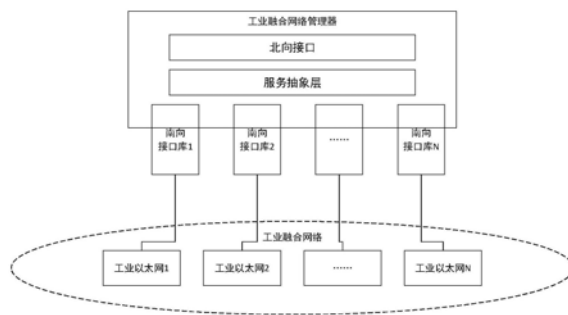 工业融合网络管理器
北向接口
服务抽象层
南向
接口库1
南向
接口库2
……
南向
接口库N
工业融合网络
工业以太网1
工业以太网2
……
工业以太网N